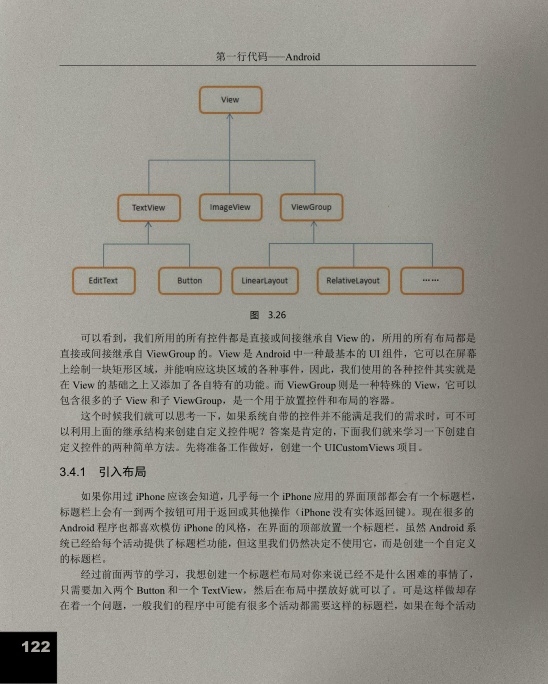 第一行代码——Android
View
TextView
ImageView
ViewGroup
EditText
Button
LinearLayout
RelativeLayout
……
图 3.26
可以看到，我们所用的所有控件都是直接或间接继承自 View 的，所用的所有布局都是
直接或间接继承自 ViewGroup 的。View 是 Android 中一种最基本的 UI 组件，它可以在屏幕
上绘制一块矩形区域，并能响应这块区域的各种事件，因此，我们使用的各种控件其实就是
在 View 的基础之上又添加了各自特有的功能。而 ViewGroup 则是一种特殊的 View，它可以
包含很多的子 View 和子 ViewGroup，是一个用于放置控件和布局的容器。
这个时候我们就可以思考一下，如果系统自带的控件并不能满足我们的需求时，可不可
以利用上面的继承结构来创建自定义控件呢？答案是肯定的，下面我们就来学习一下创建自
定义控件的两种简单方法。先将准备工作做好，创建一个 UICustomViews 项目。
3.4.1 引入布局
如果你用过 iPhone 应该会知道，几乎每一个 iPhone 应用的界面顶部都会有一个标题栏，
标题栏上会有一到两个按钮可用于返回或其他操作（iPhone 没有实体返回键）。现在很多的
Android 程序也都喜欢模仿 iPhone 的风格，在界面的顶部放置一个标题栏。虽然 Android 系
统已经给每个活动提供了标题栏功能，但这里我们仍然决定不使用它，而是创建一个自定义
的标题栏。
经过前面两节的学习，我想创建一个标题栏布局对你来说已经不是什么困难的事情了，
只需要加入两个 Button 和一个 TextView，然后在布局中摆放好就可以了。可是这样做却存
在着一个问题，一般我们的程序中可能有很多个活动都需要这样的标题栏，如果在每个活动
122